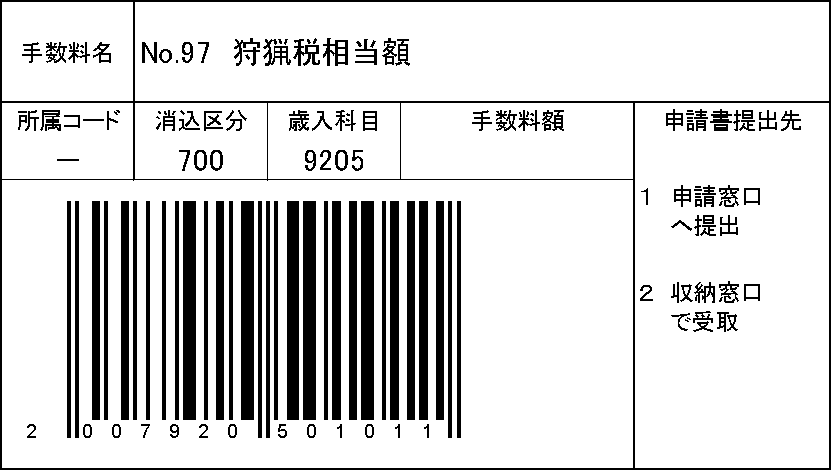 手数料名 No.97 狩猟税相当額
所属コード 消込区分 歳入科目 手数料額 申請書提出先
― 700 9205
1 申請窓口
へ提出
2 収納窓口
で受取
2 007920 501011